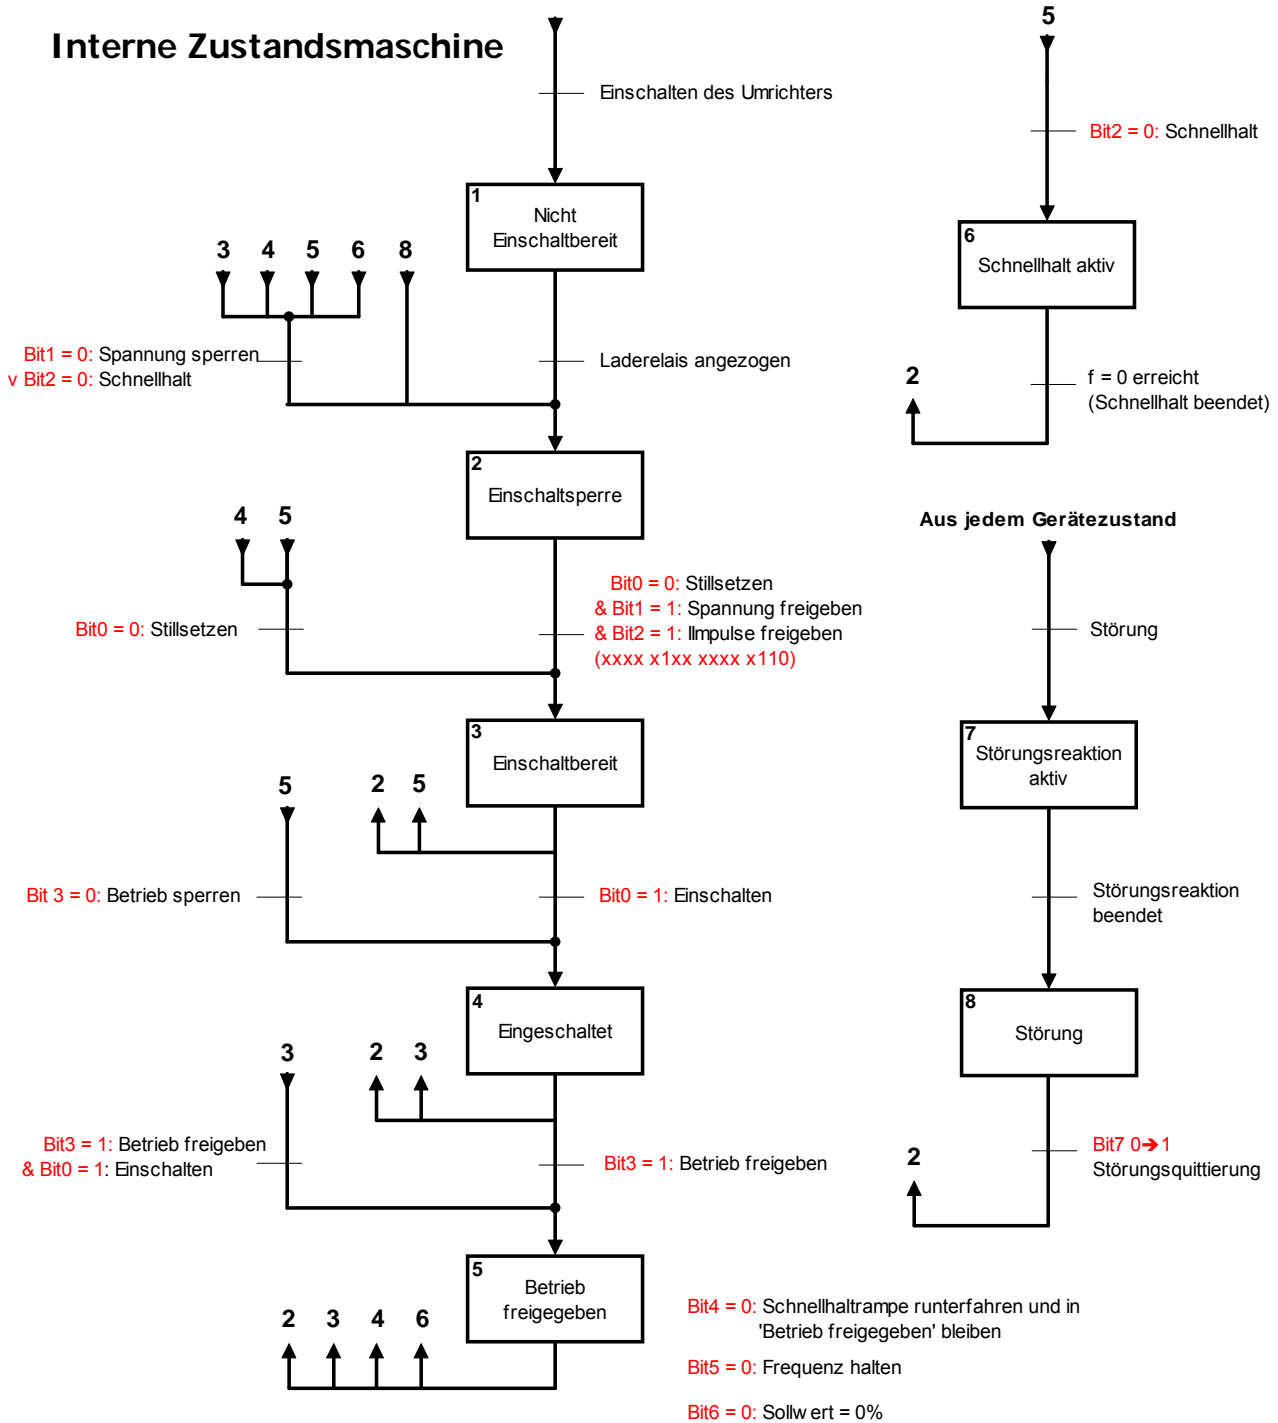 Interne Zustandsmaschine
Einschalten des Umrichters
1
Nicht
Einschaltbereit
3 4 5 6 8
Bit1 = 0: Spannung sperren
v Bit2 = 0: Schnellhalt
Laderelais angezogen
2
Einschaltsperre
4 5
Bit0 = 0: Stillsetzen
Bit0 = 0: Stillsetzen
& Bit1 = 1: Spannung freigeben
& Bit2 = 1: IImpulse freigeben
(xxxx x1xx xxxx x110)
3
Einschaltbereit
5
2 5
Bit 3 = 0: Betrieb sperren
Bit0 = 1: Einschalten
4
Eingeschaltet
3
2 3
Bit3 = 1: Betrieb freigeben
& Bit0 = 1: Einschalten
Bit3 = 1: Betrieb freigeben
5
Betrieb
freigegeben
2 3 4 6
Bit4 = 0: Schnellhaltrampe runterfahren und in
'Betrieb freigegeben' bleiben
Bit5 = 0: Frequenz halten
Bit6 = 0: Sollwert = 0%
5
Bit2 = 0: Schnellhalt
6
Schnellhalt aktiv
2
f = 0 erreicht
(Schnellhalt beendet)
Aus jedem Gerätezustand
Störung
7
Störungsreaktion
aktiv
Störungsreaktion
beendet
8
Störung
2
Bit7 0➔1
Störungsquittierung